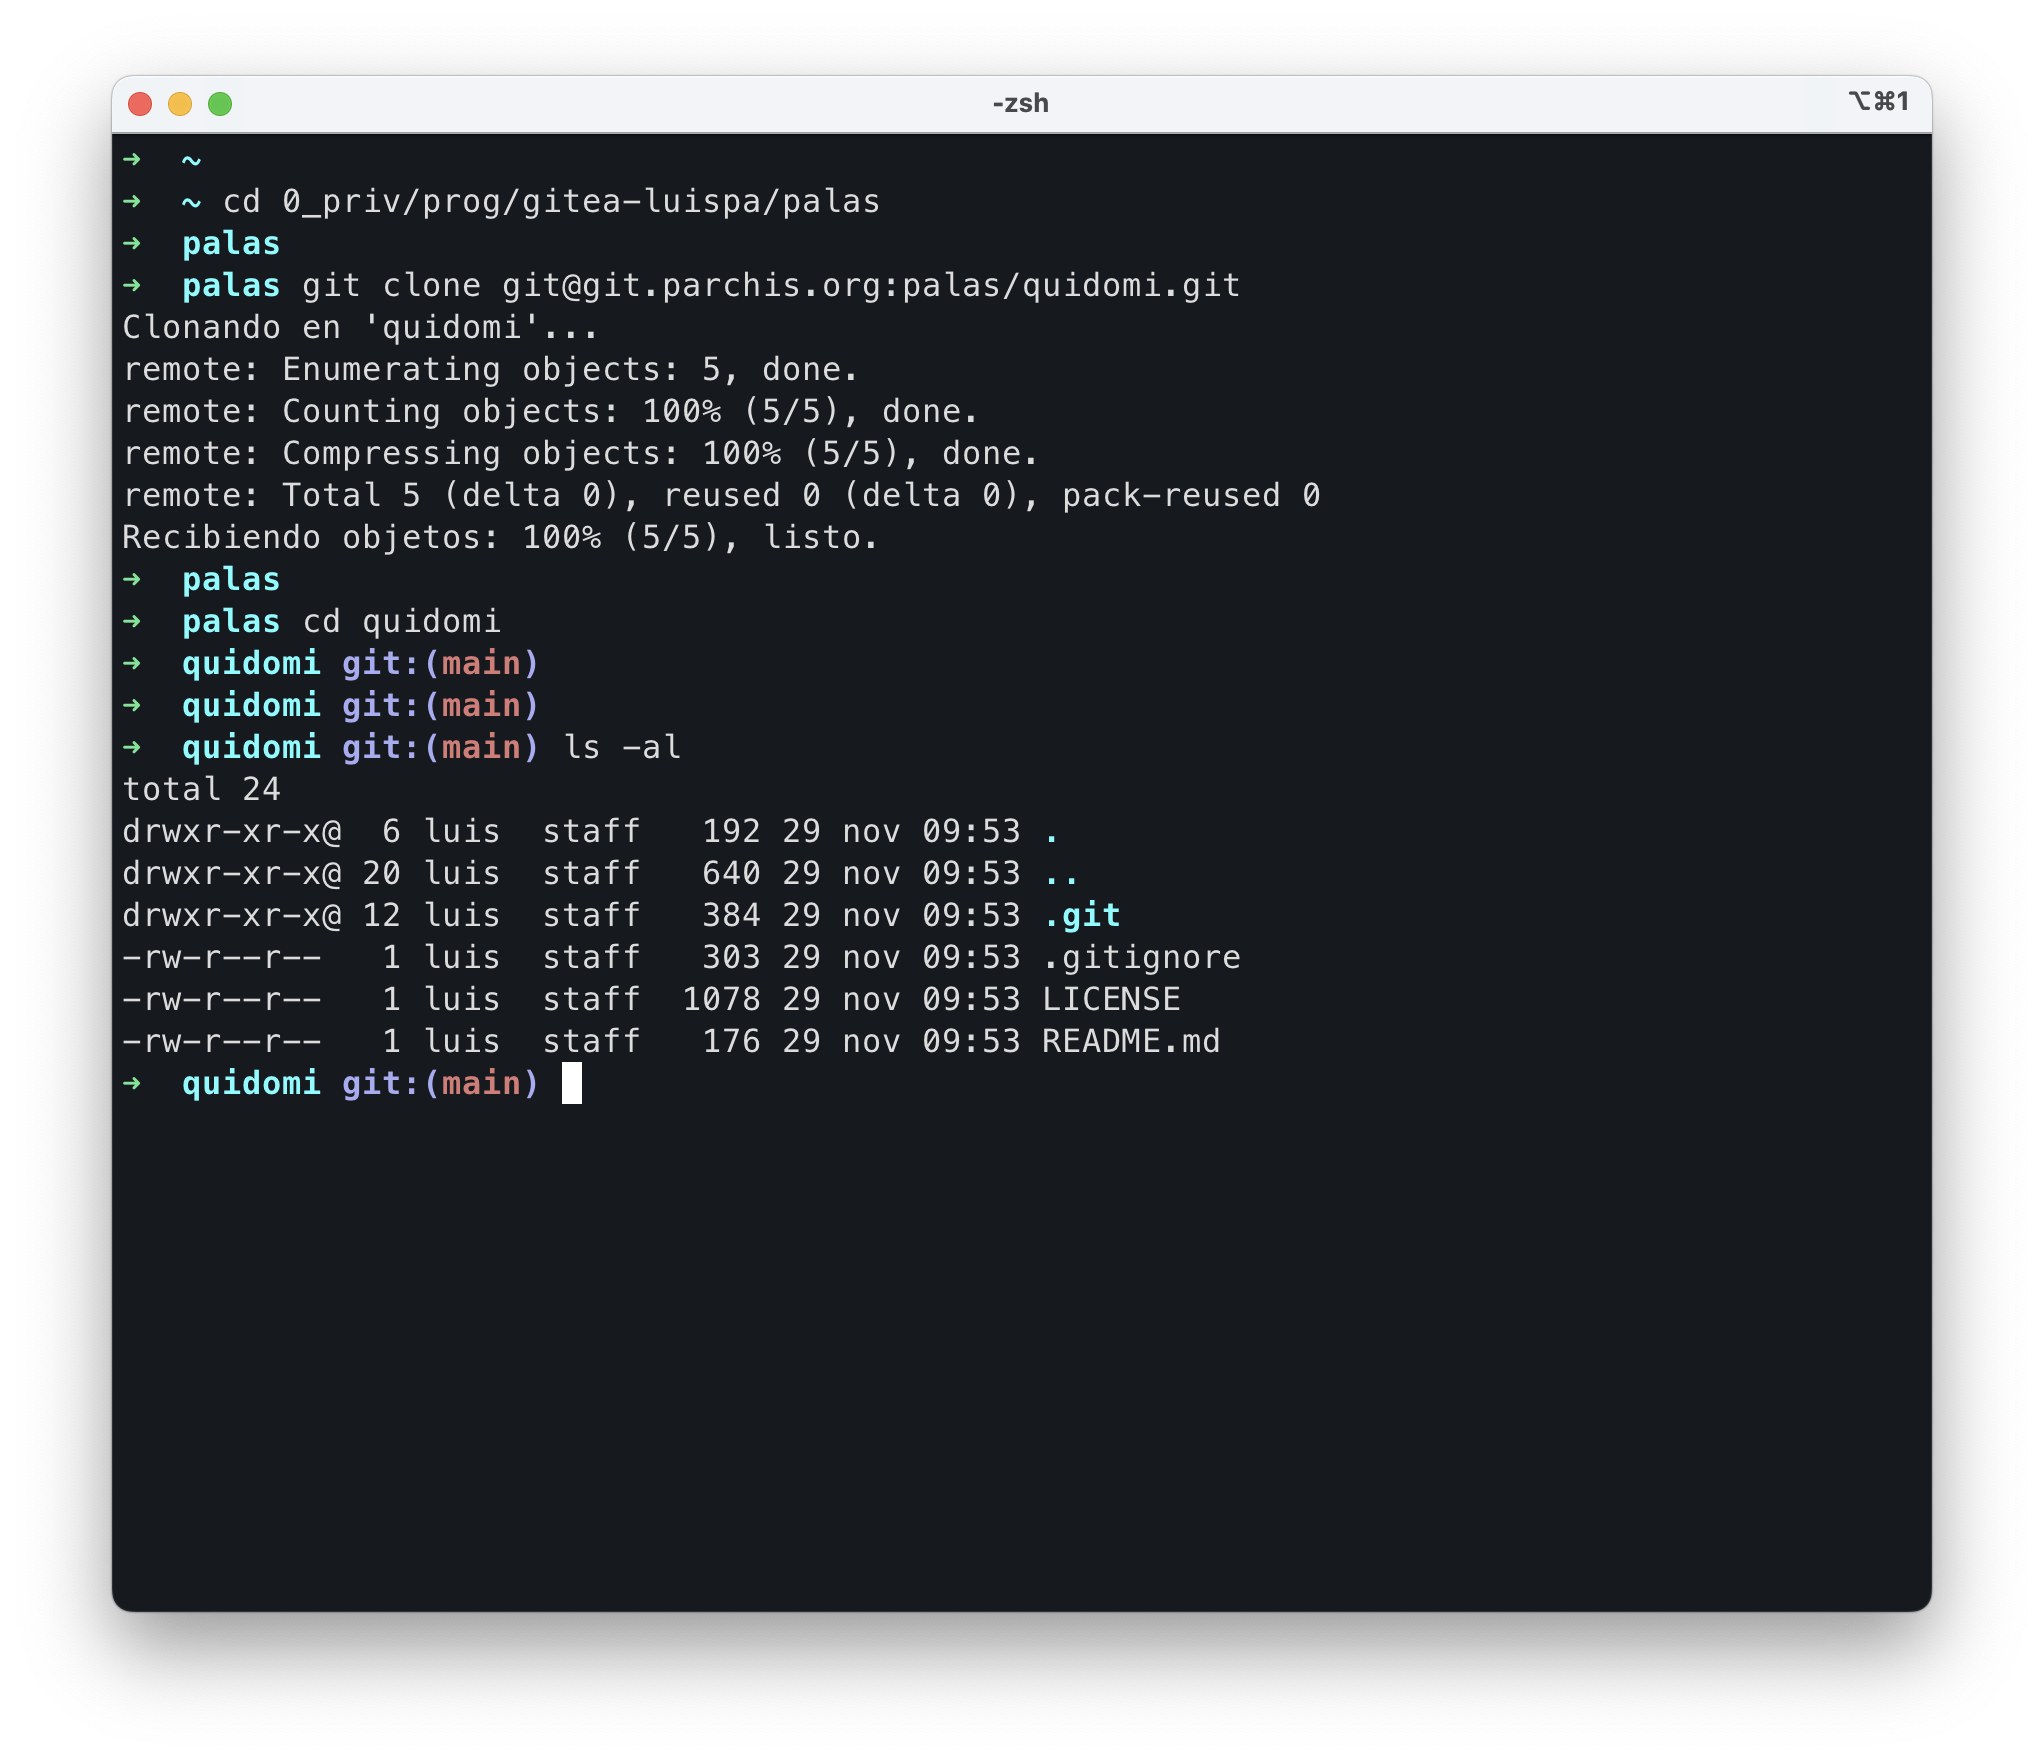 -zsh ⌥⌘1
➜  ~
➜  ~ cd 0_priv/prog/gitea-luispa/palas
➜  palas
➜  palas git clone git@git.parchis.org:palas/quidomi.git
Clonando en 'quidomi'...
remote: Enumerating objects: 5, done.
remote: Counting objects: 100% (5/5), done.
remote: Compressing objects: 100% (5/5), done.
remote: Total 5 (delta 0), reused 0 (delta 0), pack-reused 0
Recibiendo objetos: 100% (5/5), listo.
➜  palas
➜  palas cd quidomi
➜  quidomi git:(main)
➜  quidomi git:(main)
➜  quidomi git:(main) ls -al
total 24
drwxr-xr-x@  6 luis  staff   192 29 nov 09:53 .
drwxr-xr-x@ 20 luis  staff   640 29 nov 09:53 ..
drwxr-xr-x@ 12 luis  staff   384 29 nov 09:53 .git
-rw-r--r--   1 luis  staff   303 29 nov 09:53 .gitignore
-rw-r--r--   1 luis  staff  1078 29 nov 09:53 LICENSE
-rw-r--r--   1 luis  staff   176 29 nov 09:53 README.md
➜  quidomi git:(main)